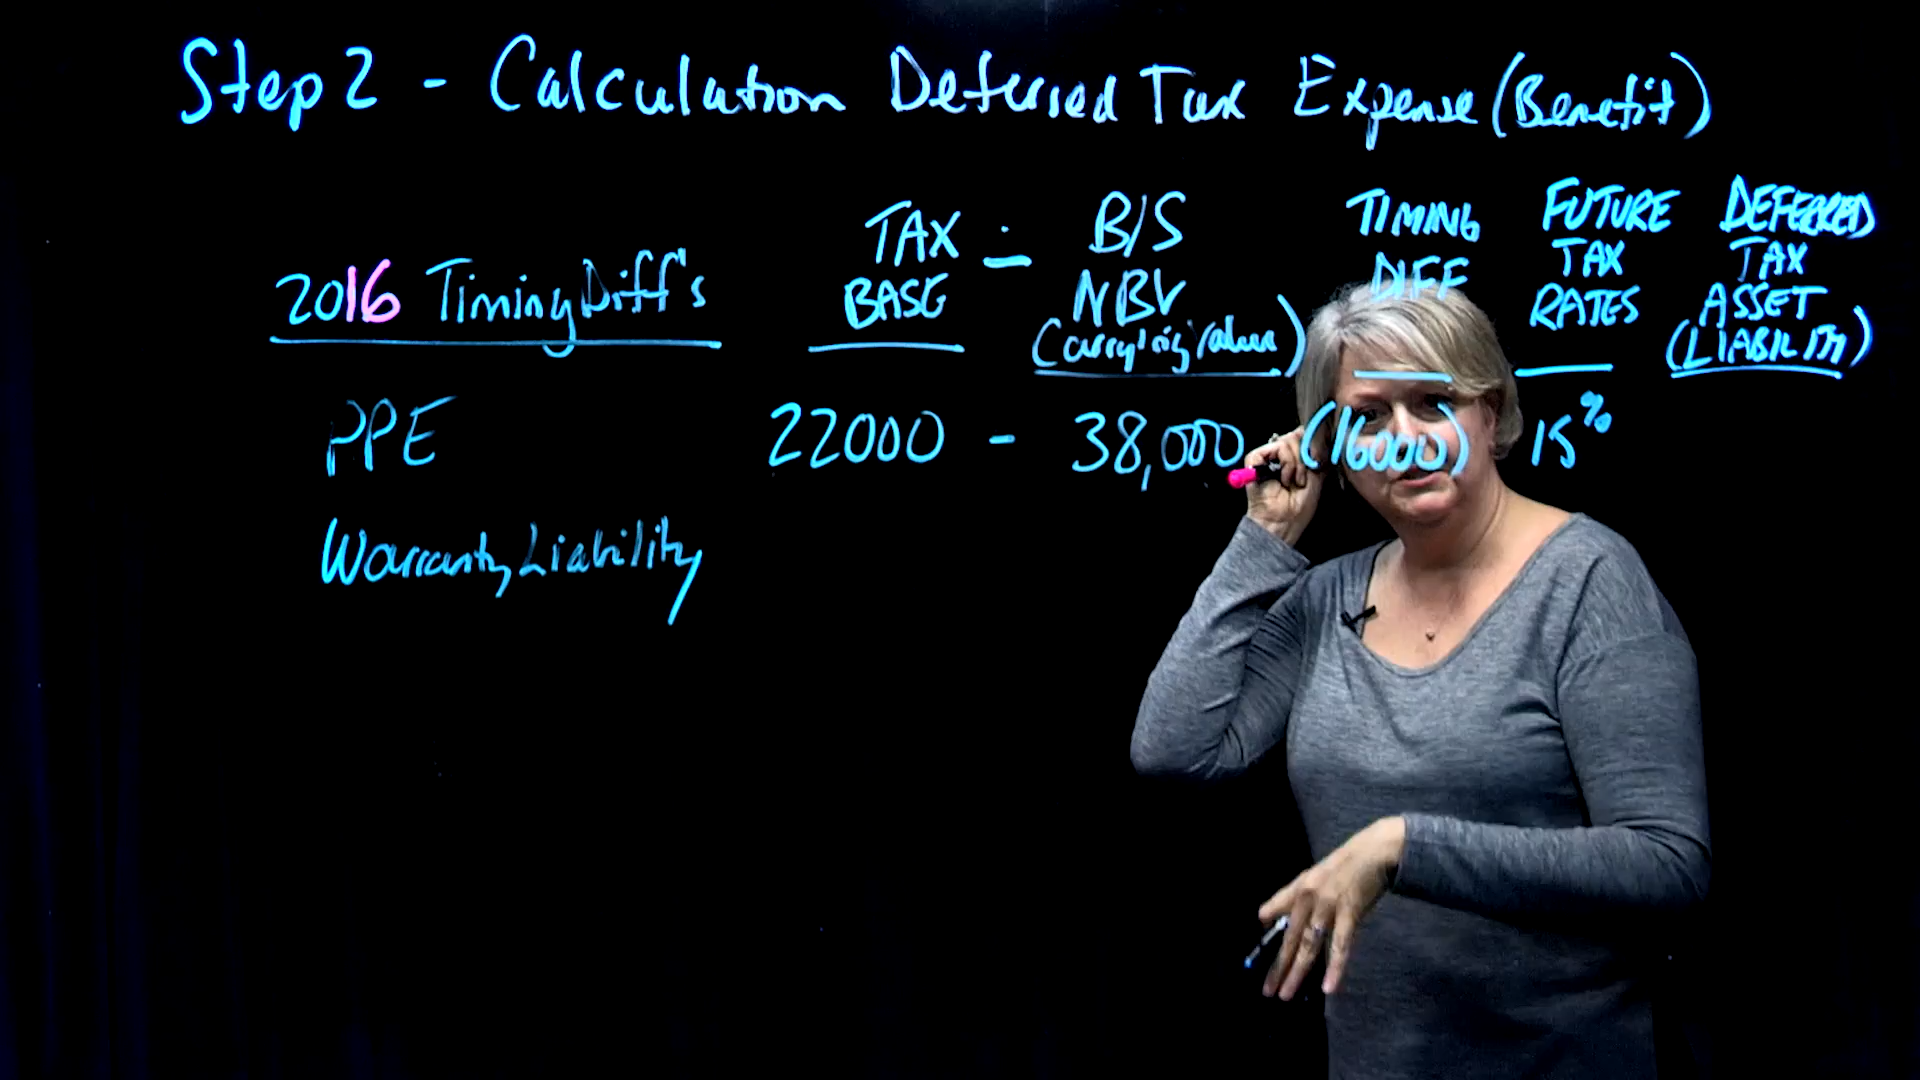 Step 2 - Calculation Deferred Tax Expense (Benefit)
2016 Timing Diff's
TAX BASE
-
B/S NBV (Carrying Value)
TIMING DIFF
FUTURE TAX RATES
DEFERRED TAX ASSET (LIABILITY)
PPE 22000 - 38,000 (16000) 15%
Warranty Liability